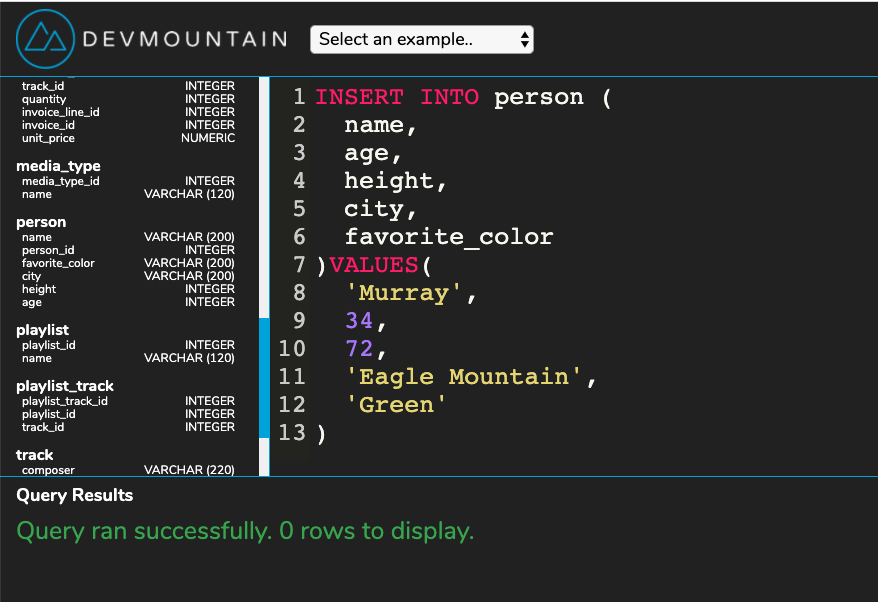 DEVMOUNTAIN
Select an example..
track_id INTEGER
quantity INTEGER
invoice_line_id INTEGER
invoice_id INTEGER
unit_price NUMERIC
media_type
media_type_id INTEGER
name VARCHAR (120)
person
name VARCHAR (200)
person_id INTEGER
favorite_color VARCHAR (200)
city VARCHAR (200)
height INTEGER
age INTEGER
playlist
playlist_id INTEGER
name VARCHAR (120)
playlist_track
playlist_track_id INTEGER
playlist_id INTEGER
track_id INTEGER
track
composer VARCHAR (220)
1 INSERT INTO person (
2 name,
3 age,
4 height,
5 city,
6 favorite_color
7 )VALUES(
8 'Murray',
9 34,
10 72,
11 'Eagle Mountain',
12 'Green'
13 )
Query Results
Query ran successfully. 0 rows to display.